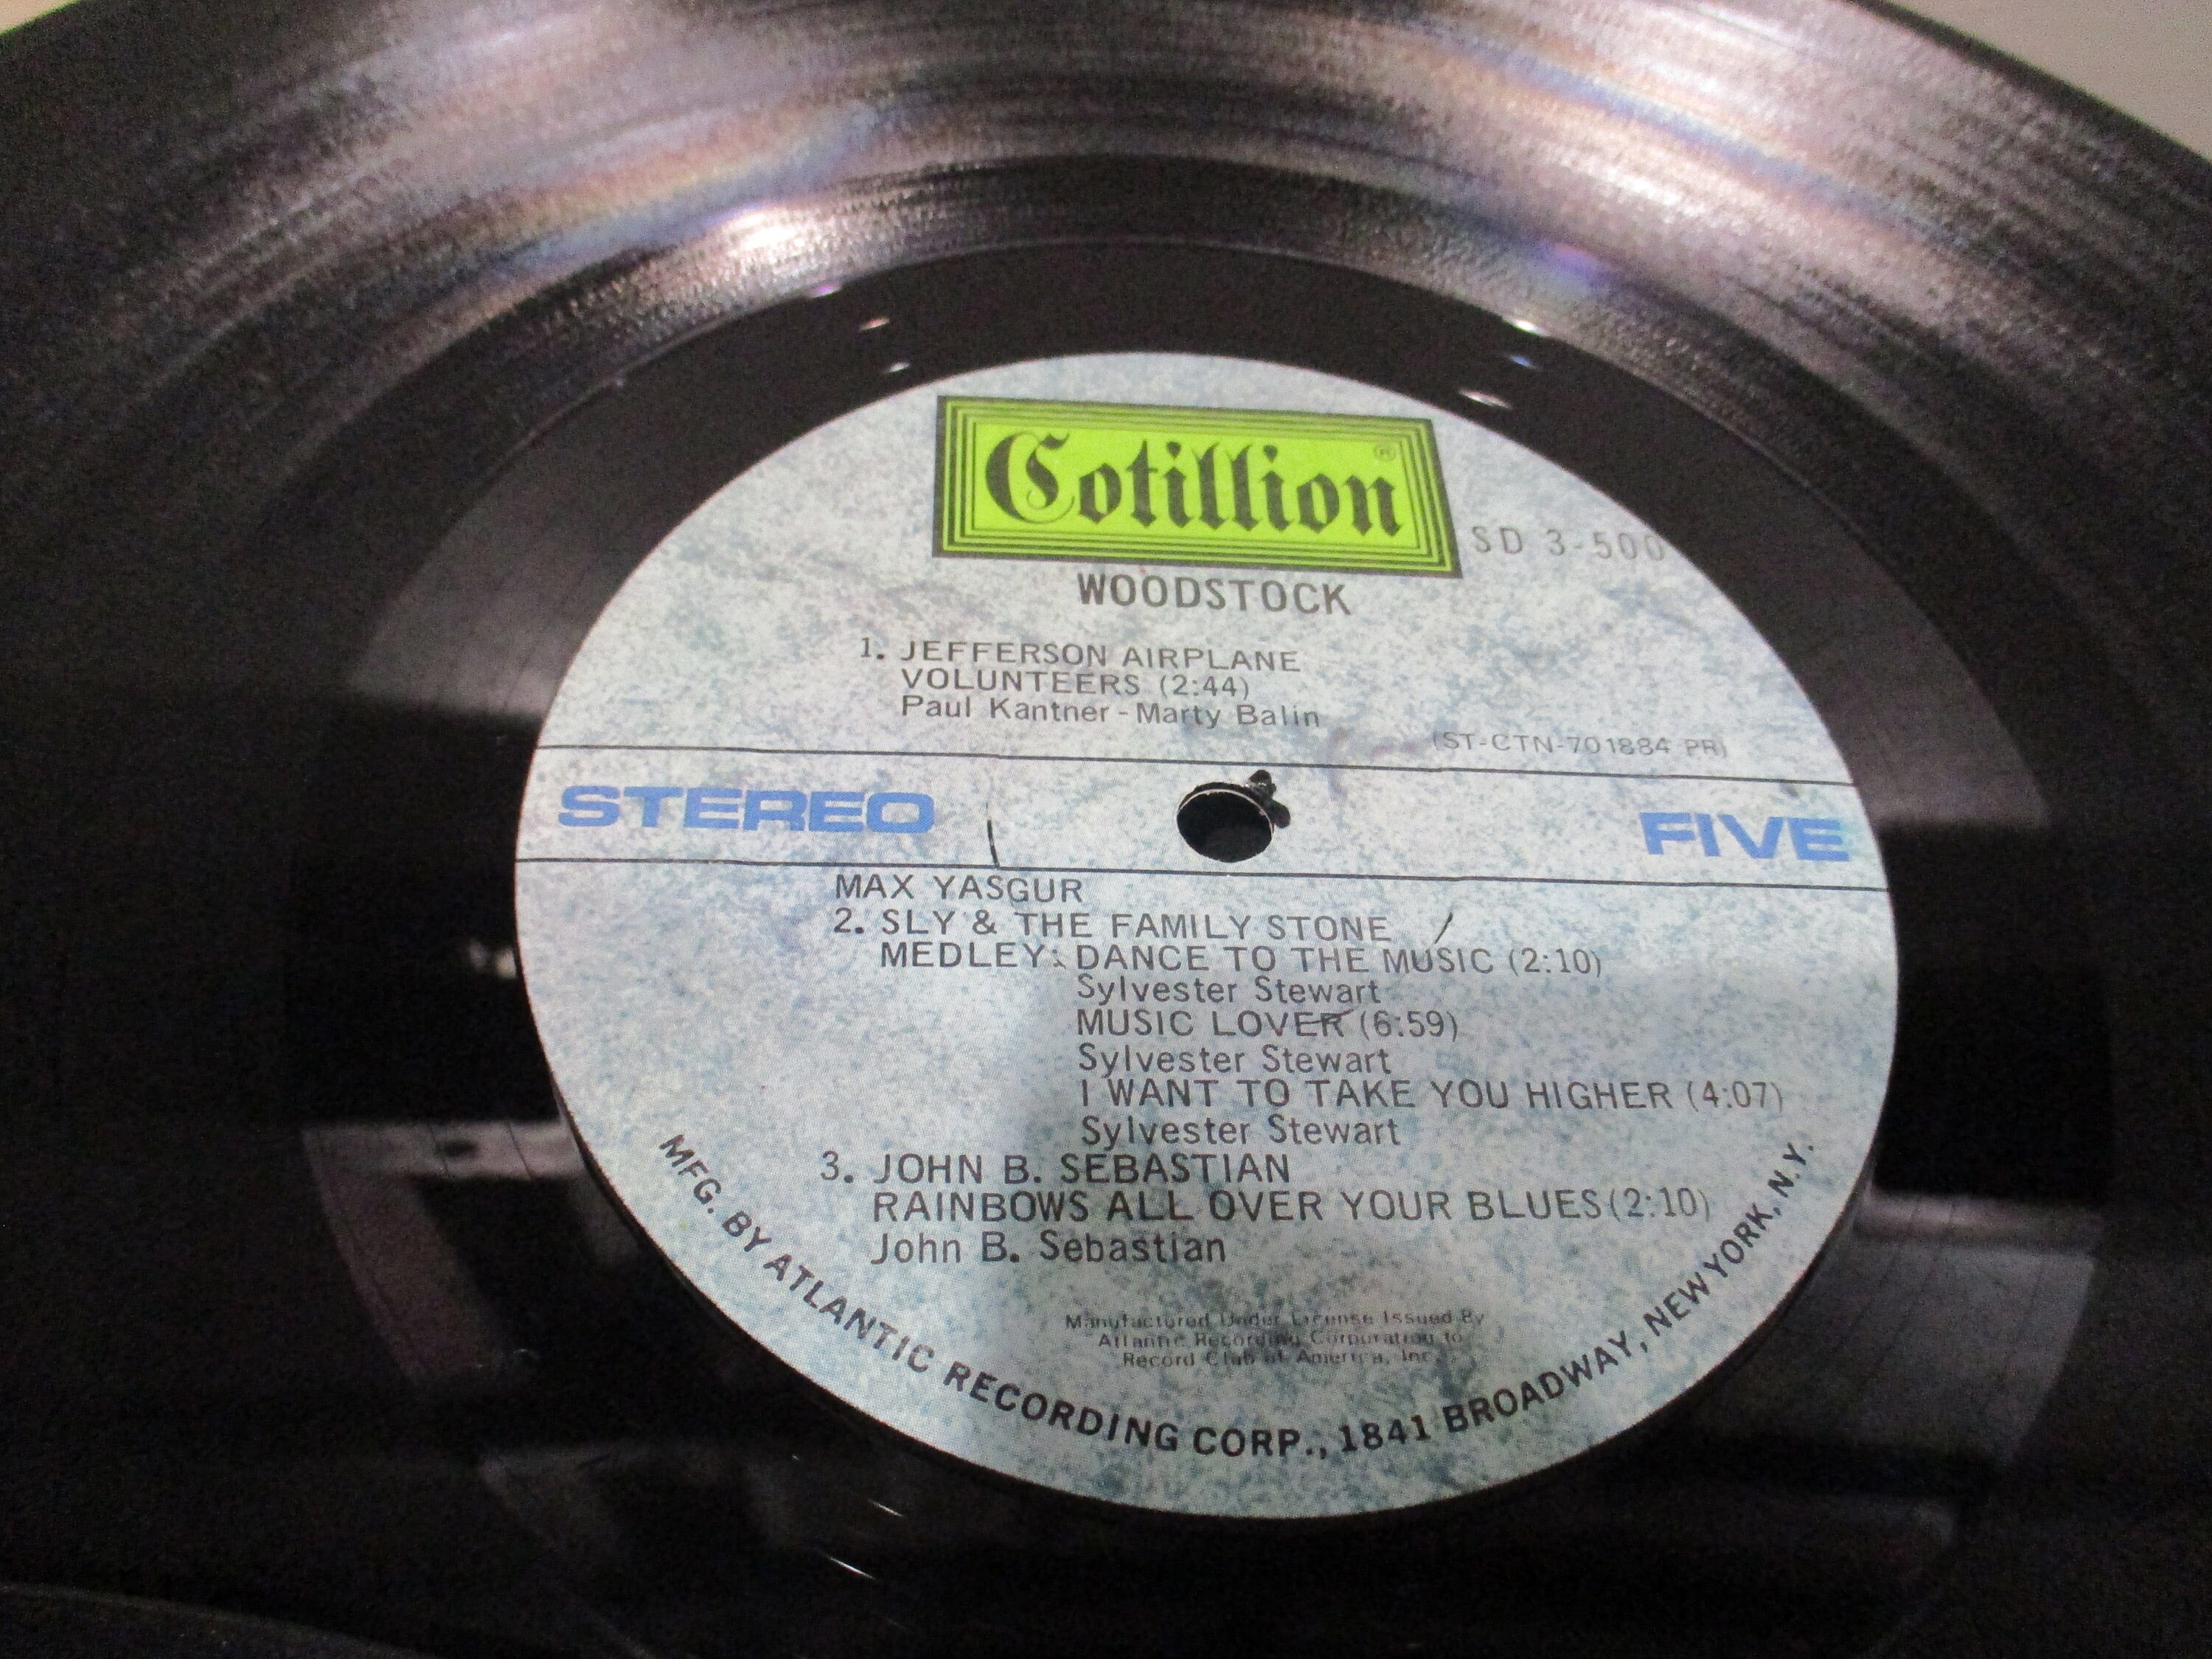 Cotillion ®
SD 3-500
WOODSTOCK
1. JEFFERSON AIRPLANE
VOLUNTEERS (2:44)
Paul Kantner - Marty Balin
(ST-CTN-701884 PR)
STEREO
FIVE
MAX YASGUR
2. SLY & THE FAMILY STONE
MEDLEY: DANCE TO THE MUSIC (2:10)
Sylvester Stewart
MUSIC LOVER (6:59)
Sylvester Stewart
I WANT TO TAKE YOU HIGHER (4:07)
Sylvester Stewart
3. JOHN B. SEBASTIAN
RAINBOWS ALL OVER YOUR BLUES (2:10)
John B. Sebastian
Manufactured Under License Issued By
Atlantic Recording Corporation to
Record Club of America, Inc.
MFG. BY ATLANTIC RECORDING CORP., 1841 BROADWAY, NEW YORK, N.Y.